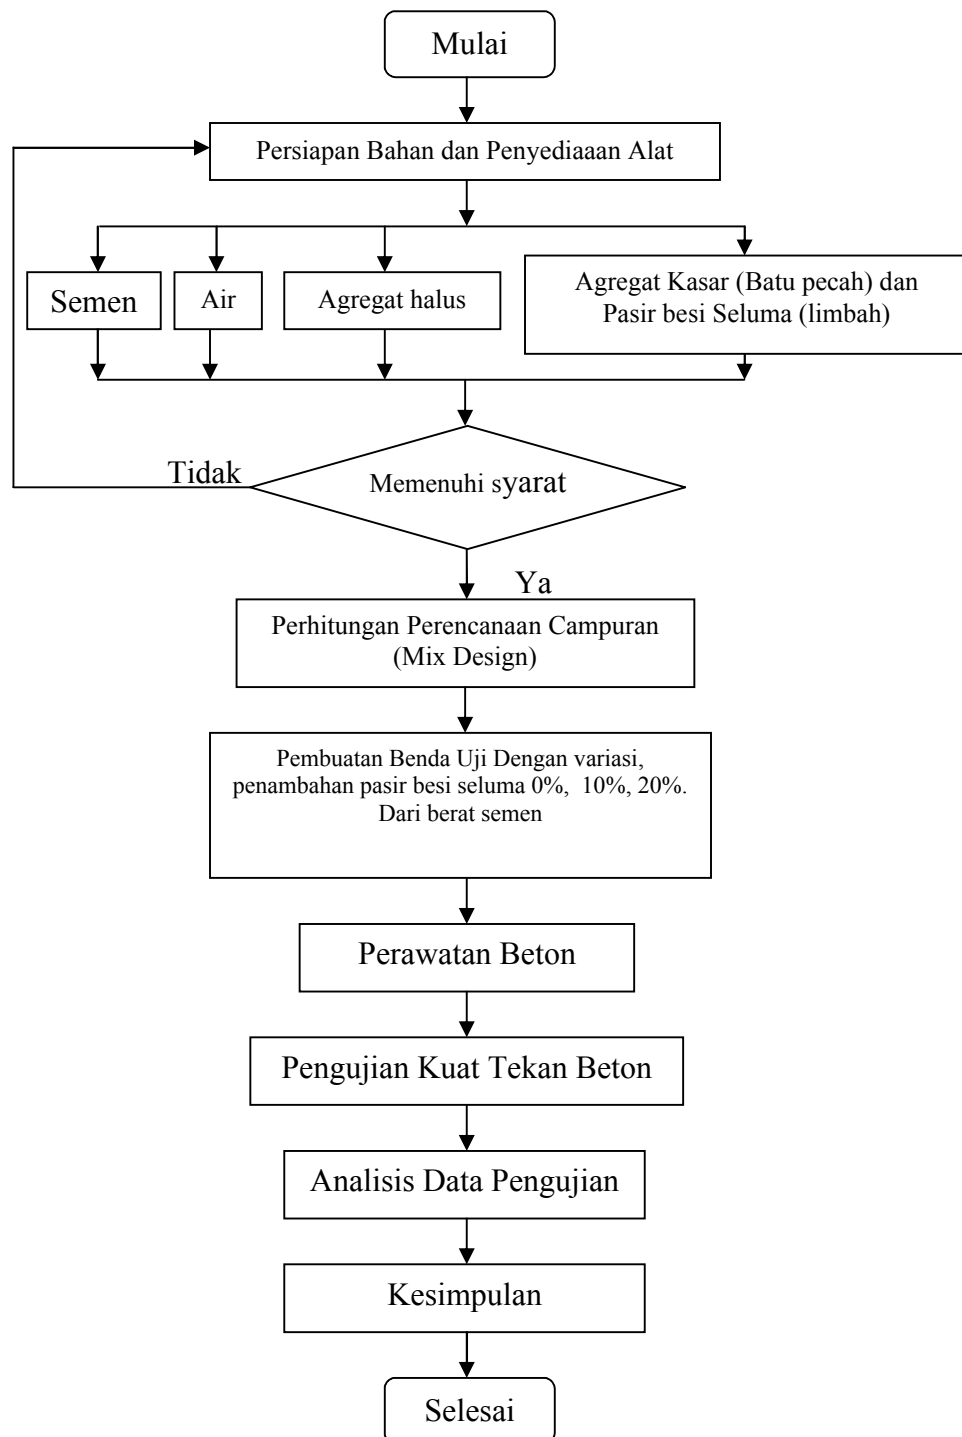 Mulai
Persiapan Bahan dan Penyediaaan Alat
Semen
Air
Agregat halus
Agregat Kasar (Batu pecah) dan
Pasir besi Seluma (limbah)
Tidak
Memenuhi syarat
Ya
Perhitungan Perencanaan Campuran
(Mix Design)
Pembuatan Benda Uji Dengan variasi,
penambahan pasir besi seluma 0%, 10%, 20%.
Dari berat semen
Perawatan Beton
Pengujian Kuat Tekan Beton
Analisis Data Pengujian
Kesimpulan
Selesai